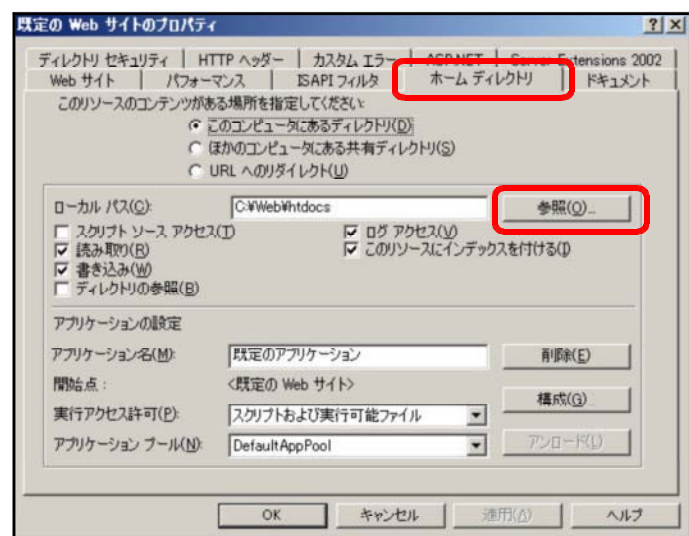 既定の Web サイトのプロパティ
ディレクトリ セキュリティ HTTP ヘッダー カスタム エラー ASP.NET Server Extensions 2002
Web サイト パフォーマンス ISAPI フィルタ ホーム ディレクトリ ドキュメント
このリソースのコンテンツがある場所を指定してください:
このコンピュータにあるディレクトリ(D)
ほかのコンピュータにある共有ディレクトリ(S)
URL へのリダイレクト(U)
ローカル パス(C): C:¥Web¥htdocs 参照(O)...
スクリプト ソース アクセス(T) ログ アクセス(V)
読み取り(R) このリソースにインデックスを付ける(I)
書き込み(W)
ディレクトリの参照(B)
アプリケーションの設定
アプリケーション名(M): 既定のアプリケーション 削除(E)
開始点: <既定の Web サイト>
構成(G)
実行アクセス許可(P): スクリプトおよび実行可能ファイル
アプリケーション プール(N): DefaultAppPool アンロード(L)
OK キャンセル 適用(A) ヘルプ